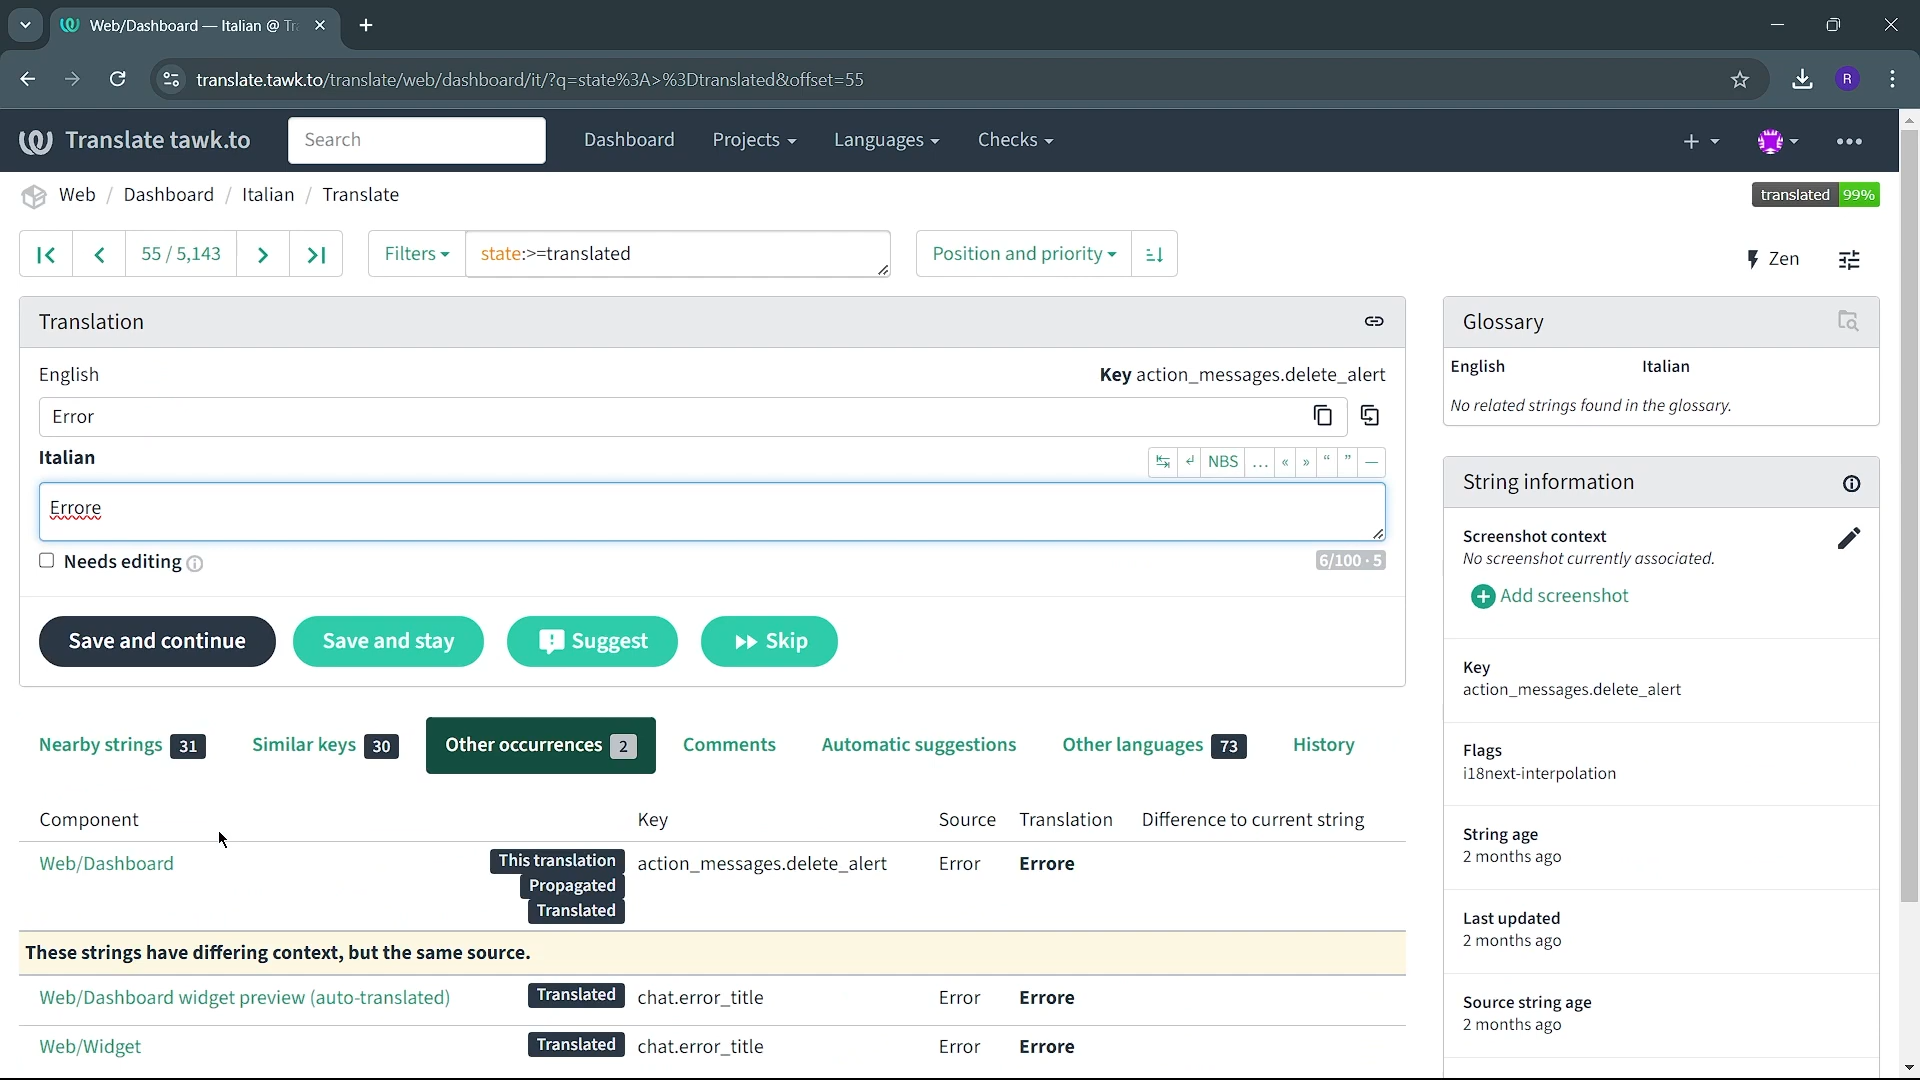 Web/Dashboard — Italian @ Tr
translate.tawk.to/translate/web/dashboard/it/?q=state%3A>%3Dtranslated&offset=55
R
Translate tawk.to
Search
Dashboard
Projects
Languages
Checks
Web / Dashboard / Italian / Translate
translated 99%
55 / 5,143
Filters
state:>=translated
Position and priority
Zen
Translation
English
Key action_messages.delete_alert
Error
Italian
NBS … « » “ ” —
Errore
Needs editing
6/100 · 5
Save and continue
Save and stay
Suggest
Skip
Glossary
English Italian
No related strings found in the glossary.
String information
Screenshot context
No screenshot currently associated.
Add screenshot
Key
action_messages.delete_alert
Flags
i18next-interpolation
String age
2 months ago
Last updated
2 months ago
Source string age
2 months ago
Nearby strings 31
Similar keys 30
Other occurrences 2
Comments
Automatic suggestions
Other languages 73
History
Component Key Source Translation Difference to current string
Web/Dashboard This translation action_messages.delete_alert Error Errore
Propagated
Translated
These strings have differing context, but the same source.
Web/Dashboard widget preview (auto-translated) Translated chat.error_title Error Errore
Web/Widget Translated chat.error_title Error Errore